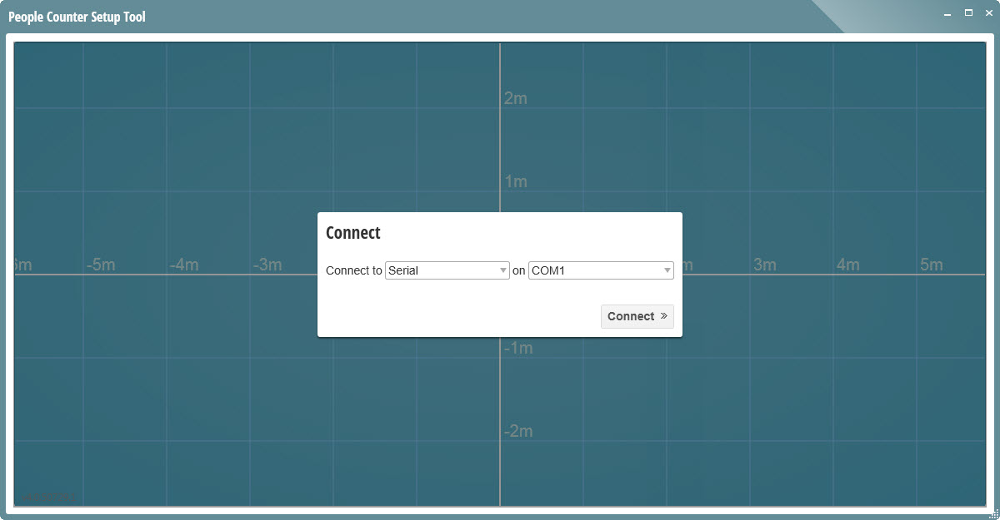 People Counter Setup Tool
2m
1m
Connect
Connect to Serial on COM1
-5m -4m -3m 3m 4m 5m
Connect »
-1m
-2m